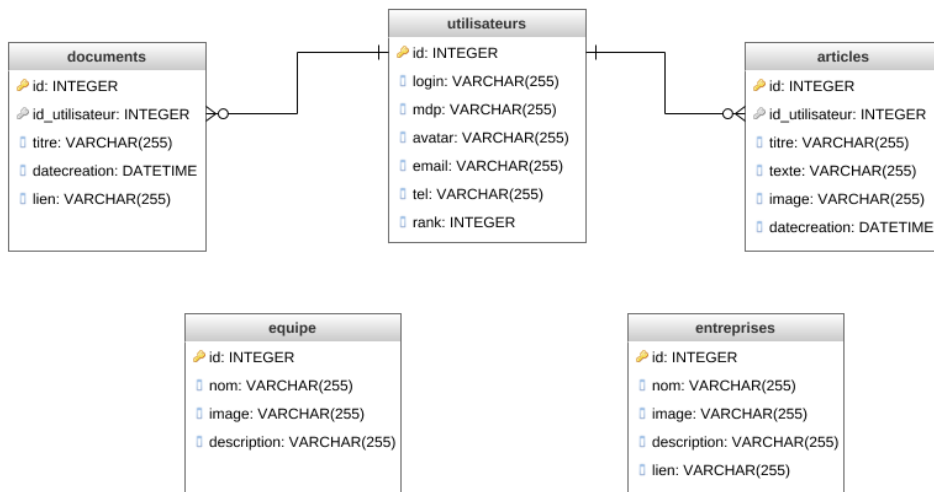 documents
id: INTEGER
id_utilisateur: INTEGER
titre: VARCHAR(255)
datecreation: DATETIME
lien: VARCHAR(255)
utilisateurs
id: INTEGER
login: VARCHAR(255)
mdp: VARCHAR(255)
avatar: VARCHAR(255)
email: VARCHAR(255)
tel: VARCHAR(255)
rank: INTEGER
articles
id: INTEGER
id_utilisateur: INTEGER
titre: VARCHAR(255)
texte: VARCHAR(255)
image: VARCHAR(255)
datecreation: DATETIME
equipe
id: INTEGER
nom: VARCHAR(255)
image: VARCHAR(255)
description: VARCHAR(255)
entreprises
id: INTEGER
nom: VARCHAR(255)
image: VARCHAR(255)
description: VARCHAR(255)
lien: VARCHAR(255)